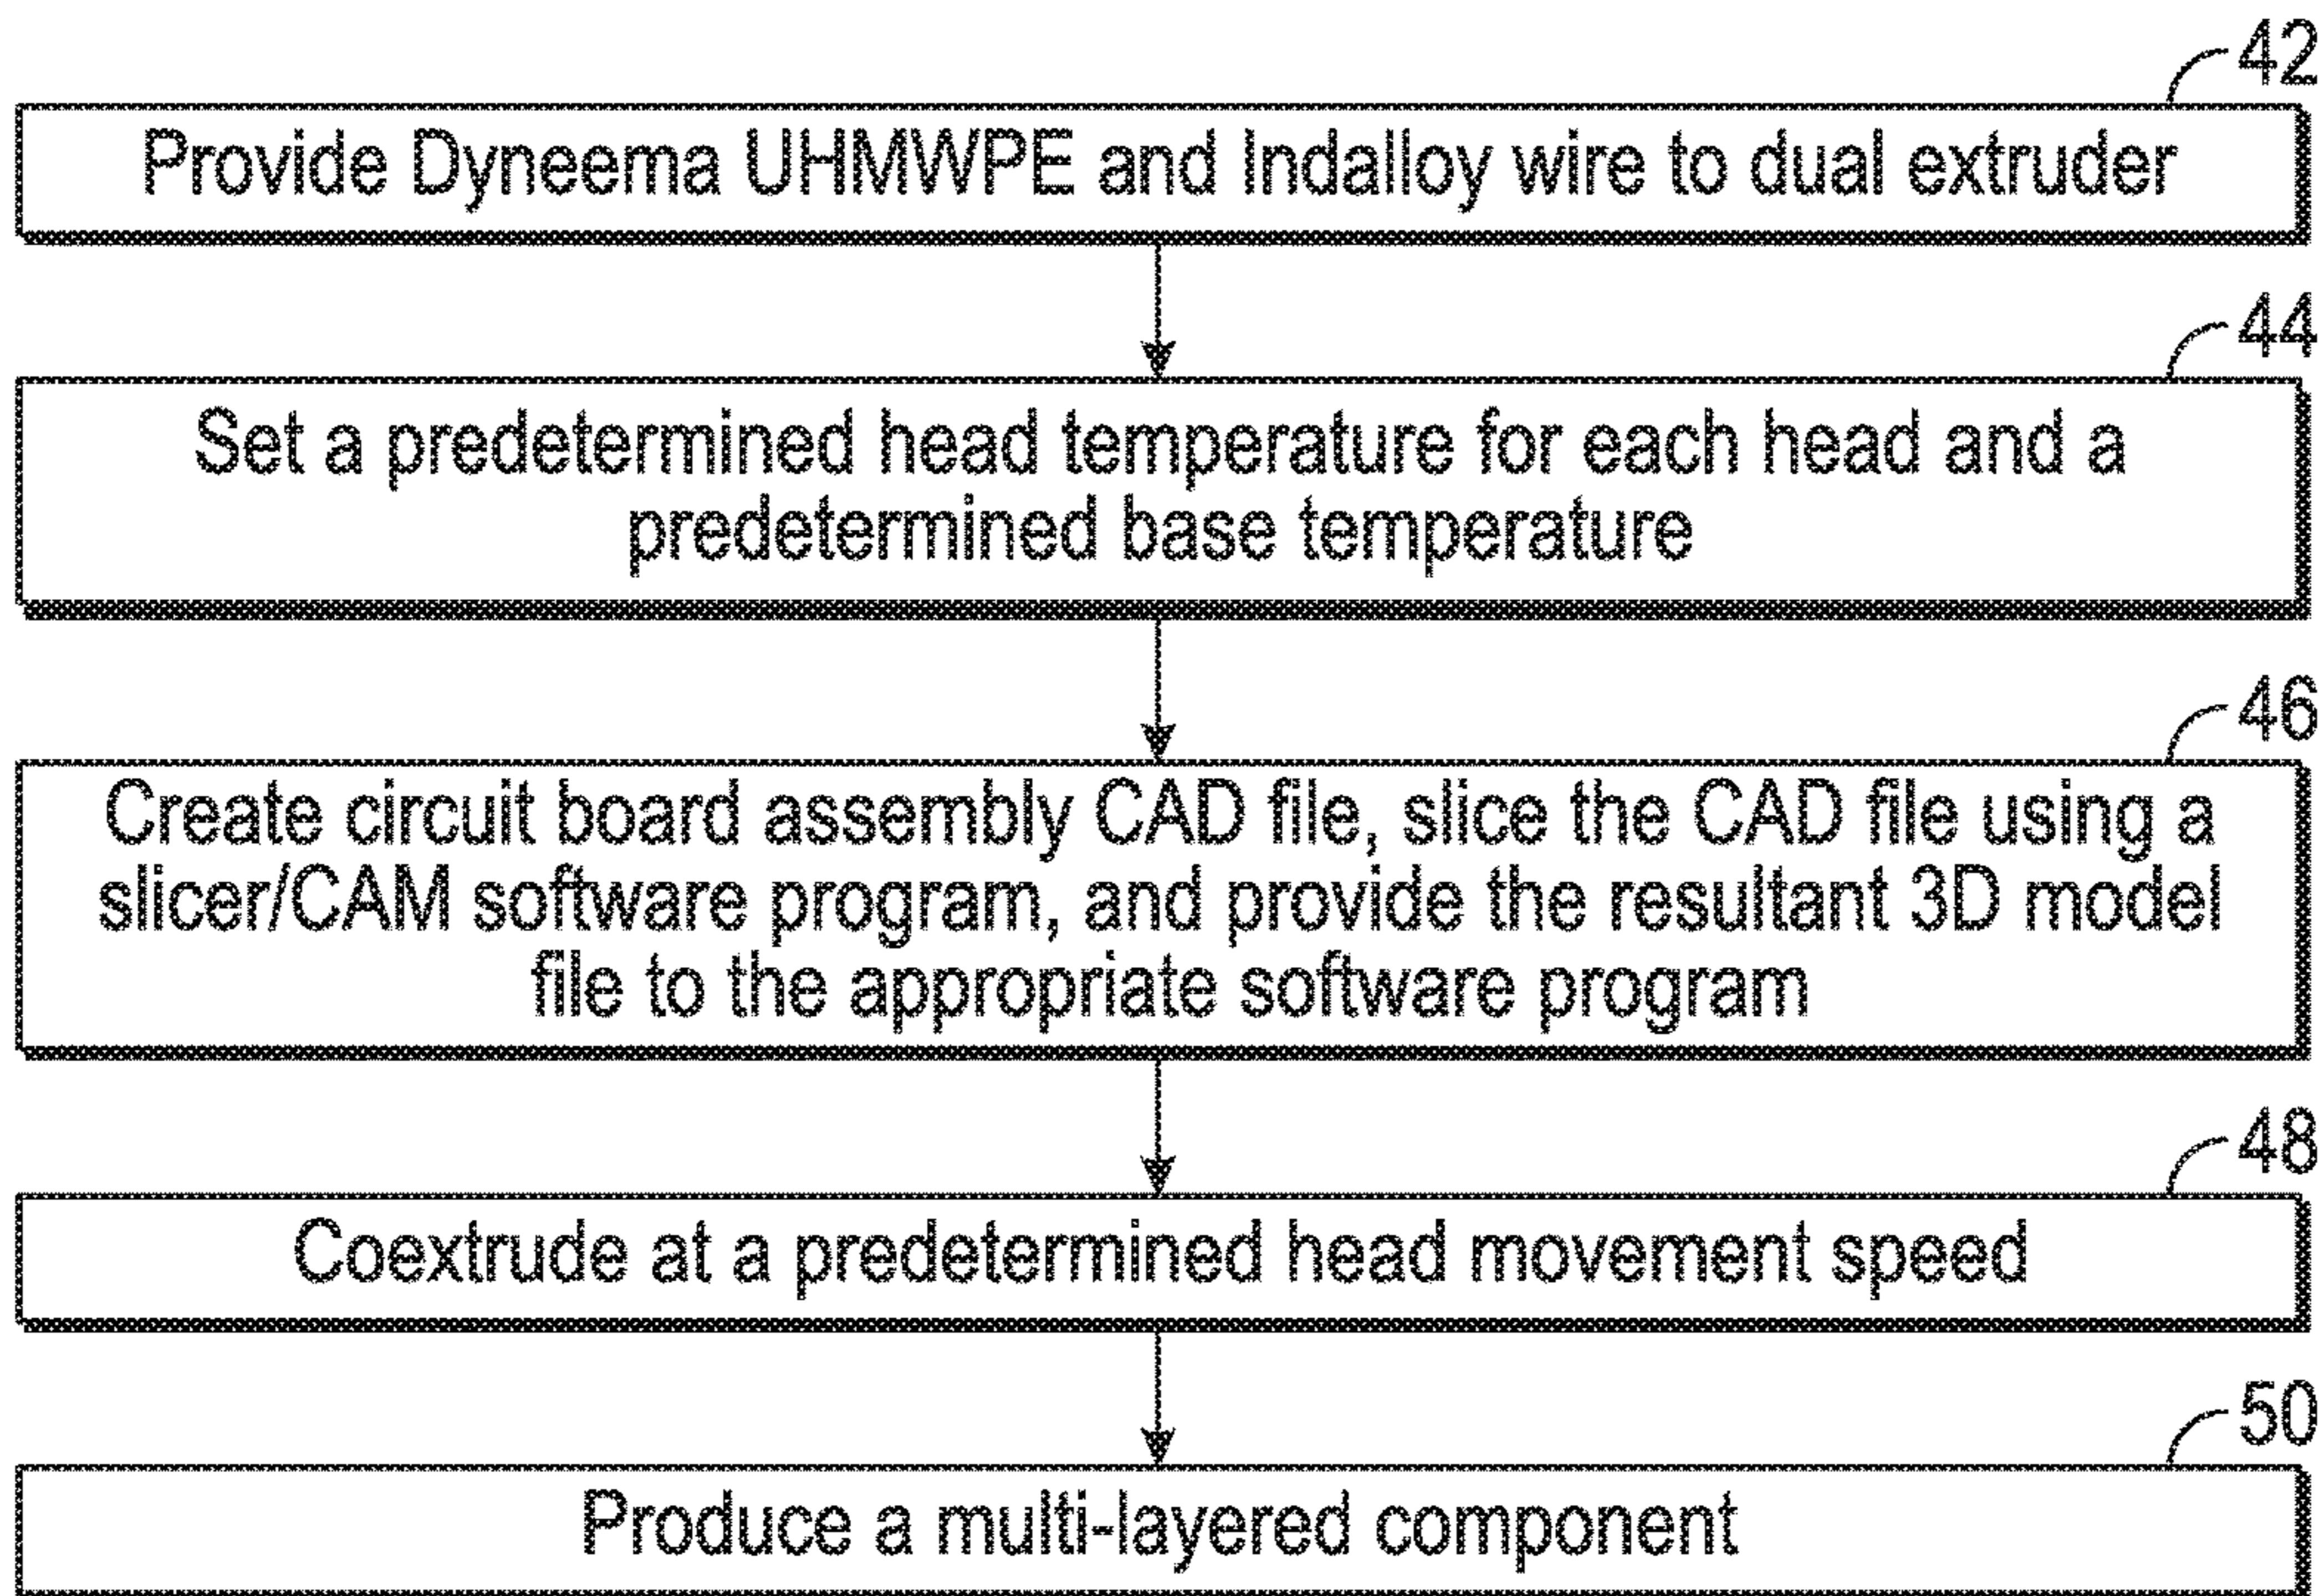 42
Provide Dyneema UHMWPE and Indalloy wire to dual extruder
44
Set a predetermined head temperature for each head and a
predetermined base temperature
46
Create circuit board assembly CAD file, slice the CAD file using a
slicer/CAM software program, and provide the resultant 3D model
file to the appropriate software program
48
Coextrude at a predetermined head movement speed
50
Produce a multi-layered component